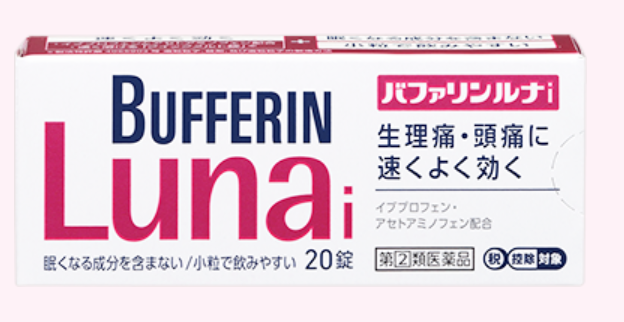 BUFFERIN
Lunai
バファリンルナi
生理痛・頭痛に
速くよく効く
イブプロフェン・
アセトアミノフェン配合
眠くなる成分を含まない/小粒で飲みやすい 20錠
指②類医薬品 税 控除 対象